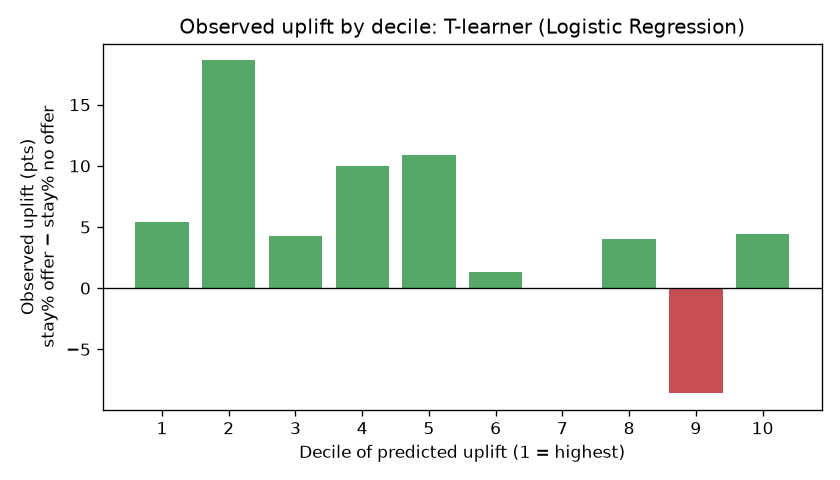 Observed uplift by decile: T-learner (Logistic Regression)
Observed uplift (pts)
stay% offer − stay% no offer
15
10
5
0
−5
1 2 3 4 5 6 7 8 9 10
Decile of predicted uplift (1 = highest)